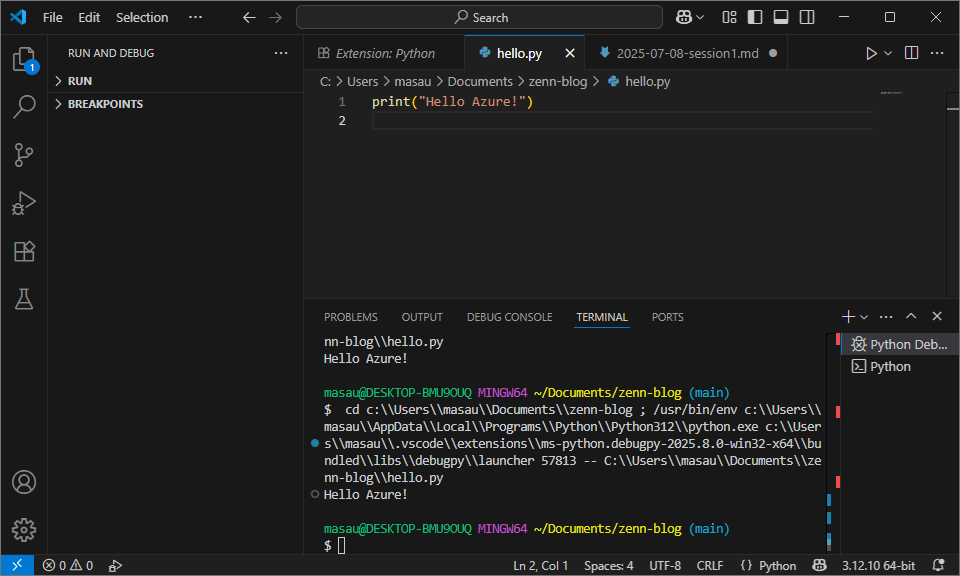 File Edit Selection ··· Search
RUN AND DEBUG ···
RUN
BREAKPOINTS
1
Extension: Python hello.py 2025-07-08-session1.md
C: > Users > masau > Documents > zenn-blog > hello.py
1 print("Hello Azure!")
2
PROBLEMS OUTPUT DEBUG CONSOLE TERMINAL PORTS
Python Deb...
Python
nn-blog\\hello.py
Hello Azure!
masau@DESKTOP-BMU9OUQ MINGW64 ~/Documents/zenn-blog (main)
$  cd c:\\Users\\masau\\Documents\\zenn-blog ; /usr/bin/env c:\\Users\\
masau\\AppData\\Local\\Programs\\Python\\Python312\\python.exe c:\\User
s\\masau\\.vscode\\extensions\\ms-python.debugpy-2025.8.0-win32-x64\\bu
ndled\\libs\\debugpy\\launcher 57813 -- C:\\Users\\masau\\Documents\\ze
nn-blog\\hello.py
Hello Azure!
masau@DESKTOP-BMU9OUQ MINGW64 ~/Documents/zenn-blog (main)
$
0 0 Ln 2, Col 1 Spaces: 4 UTF-8 CRLF {} Python 3.12.10 64-bit